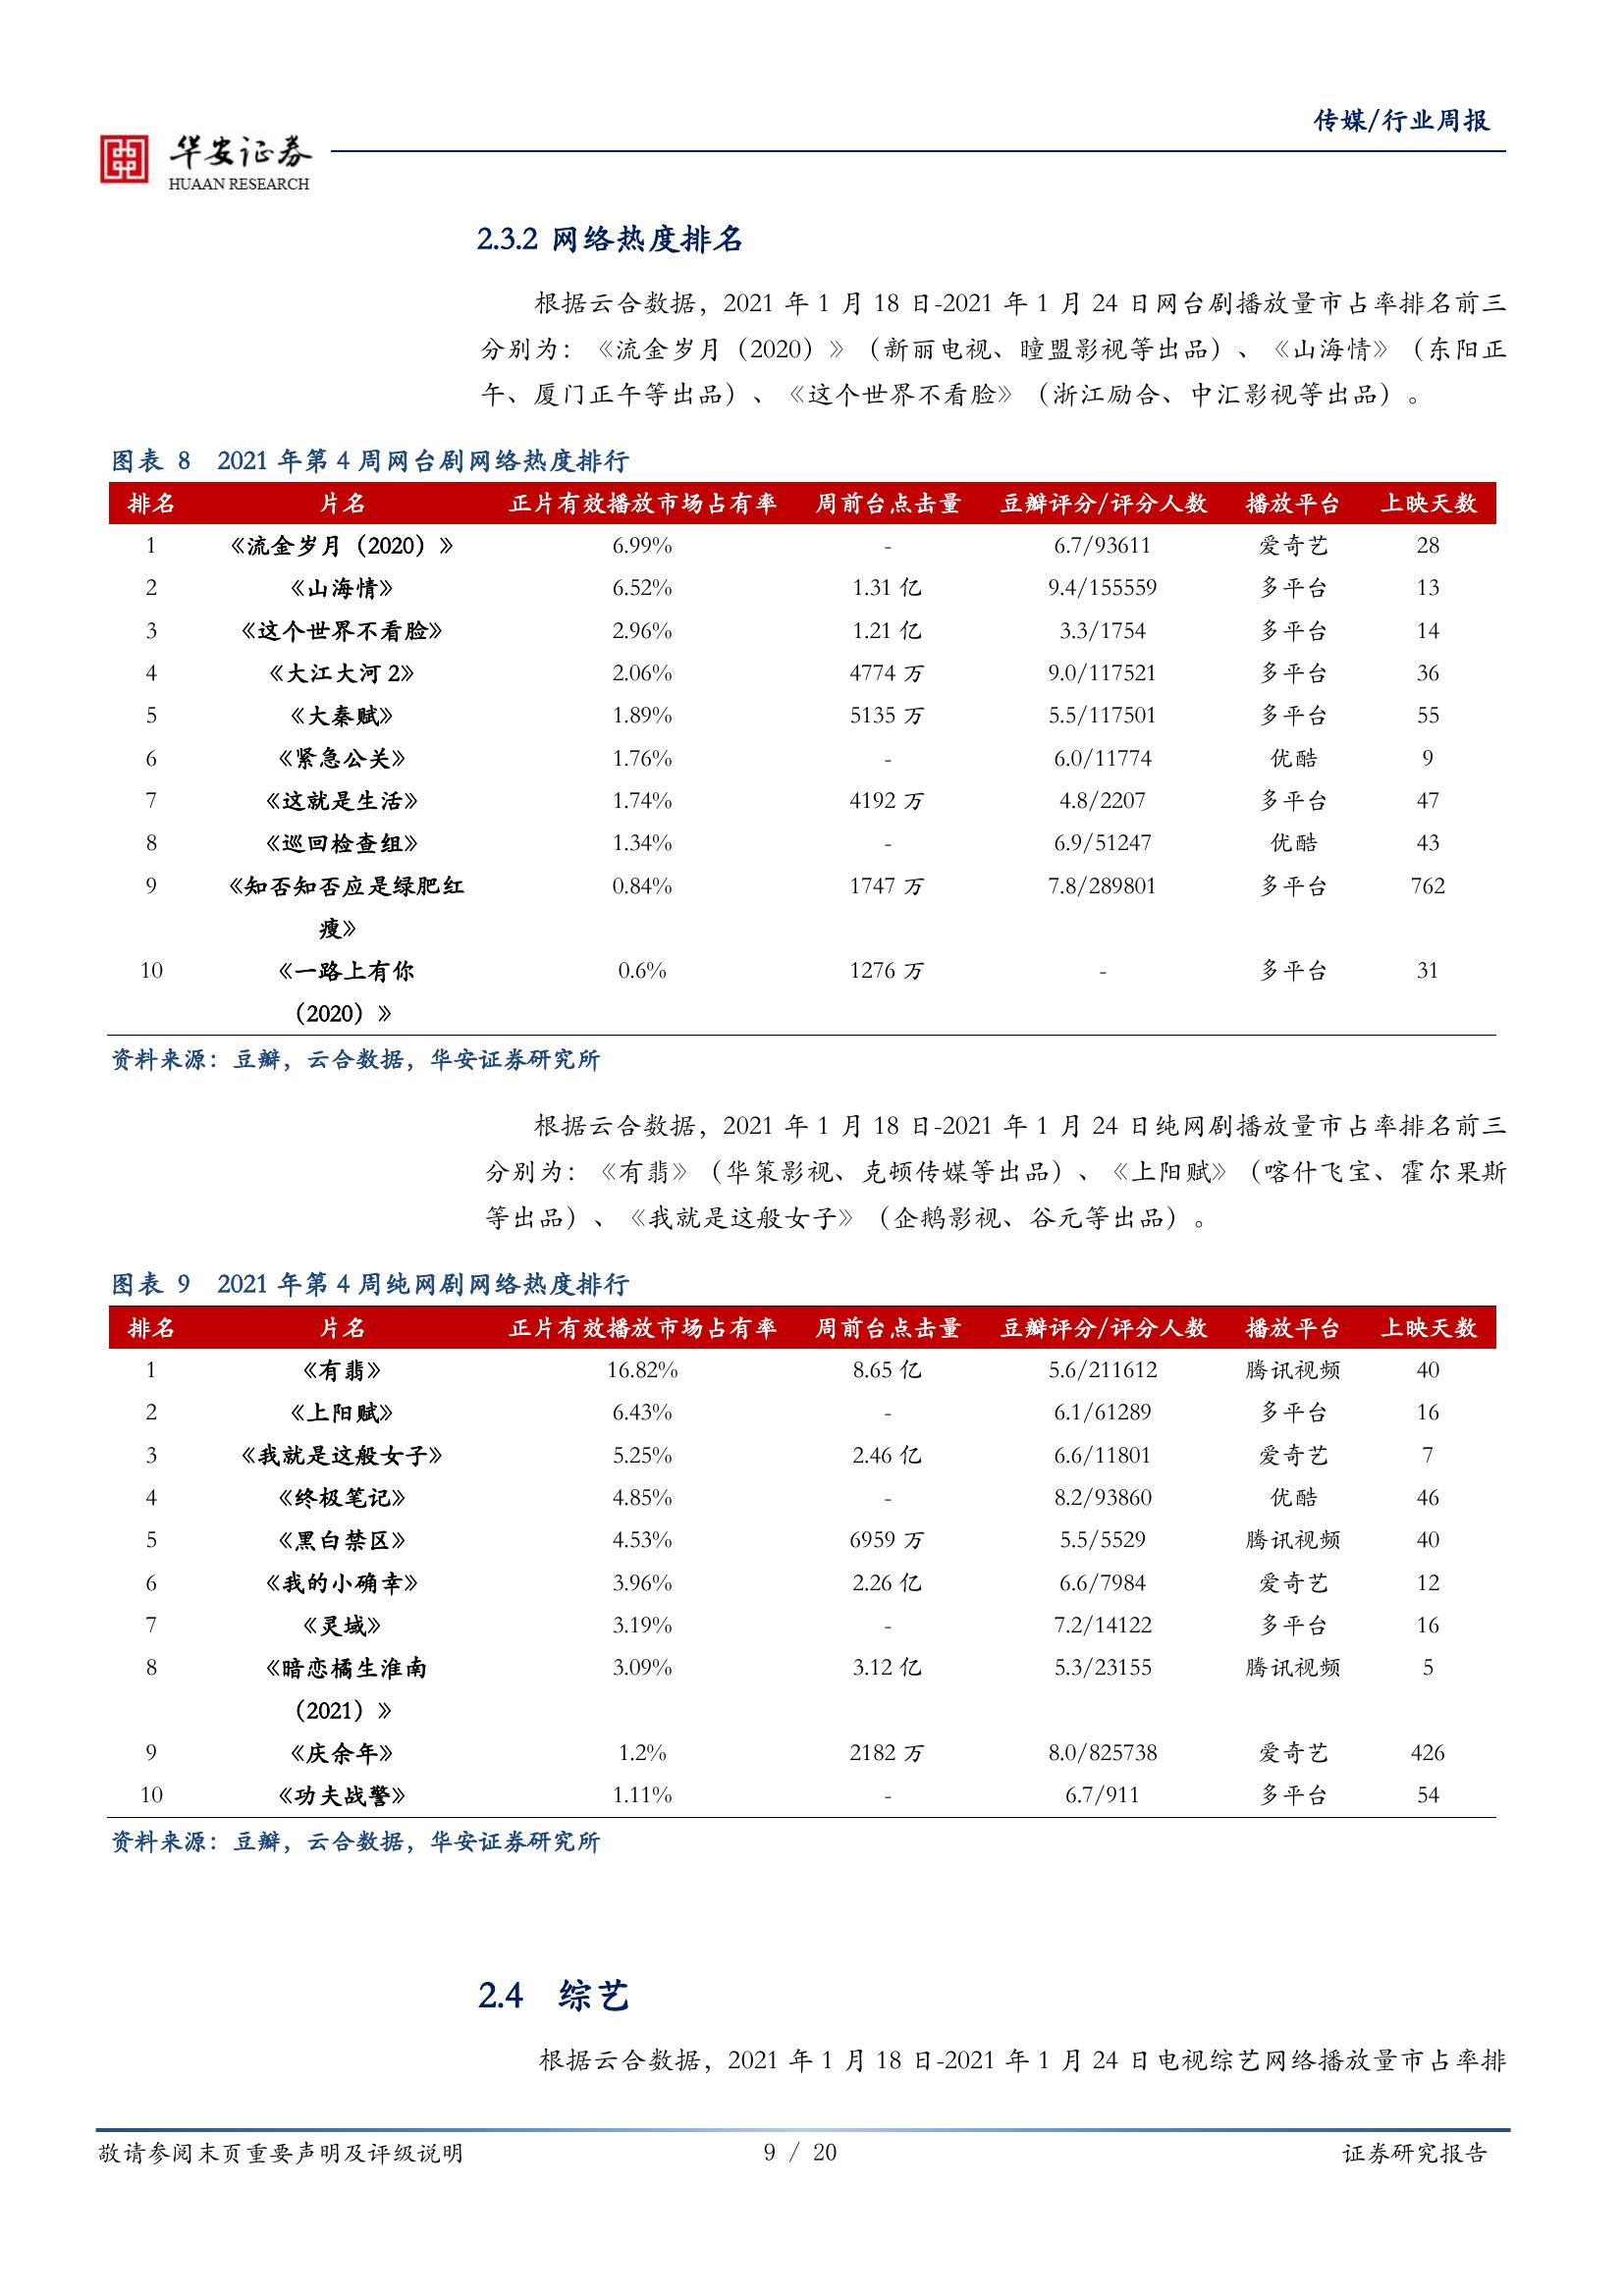 传媒/行业周报
华安证券
HUAAN RESEARCH
2.3.2 网络热度排名
根据云合数据，2021 年 1 月 18 日-2021 年 1 月 24 日网台剧播放量市占率排名前三
分别为：《流金岁月（2020）》（新丽电视、瞳盟影视等出品）、《山海情》（东阳正
午、厦门正午等出品）、《这个世界不看脸》（浙江励合、中汇影视等出品）。
图表 8 2021 年第 4 周网台剧网络热度排行
排名 片名 正片有效播放市场占有率 周前台点击量 豆瓣评分/评分人数 播放平台 上映天数
1 《流金岁月（2020）》 6.99% - 6.7/93611 爱奇艺 28
2 《山海情》 6.52% 1.31 亿 9.4/155559 多平台 13
3 《这个世界不看脸》 2.96% 1.21 亿 3.3/1754 多平台 14
4 《大江大河 2》 2.06% 4774 万 9.0/117521 多平台 36
5 《大秦赋》 1.89% 5135 万 5.5/117501 多平台 55
6 《紧急公关》 1.76% - 6.0/11774 优酷 9
7 《这就是生活》 1.74% 4192 万 4.8/2207 多平台 47
8 《巡回检查组》 1.34% - 6.9/51247 优酷 43
9 《知否知否应是绿肥红 0.84% 1747 万 7.8/289801 多平台 762
瘦》
10 《一路上有你 0.6% 1276 万 - 多平台 31
（2020）》
资料来源：豆瓣，云合数据，华安证券研究所
根据云合数据，2021 年 1 月 18 日-2021 年 1 月 24 日纯网剧播放量市占率排名前三
分别为：《有翡》（华策影视、克顿传媒等出品）、《上阳赋》（喀什飞宝、霍尔果斯
等出品）、《我就是这般女子》（企鹅影视、谷元等出品）。
图表 9 2021 年第 4 周纯网剧网络热度排行
排名 片名 正片有效播放市场占有率 周前台点击量 豆瓣评分/评分人数 播放平台 上映天数
1 《有翡》 16.82% 8.65 亿 5.6/211612 腾讯视频 40
2 《上阳赋》 6.43% - 6.1/61289 多平台 16
3 《我就是这般女子》 5.25% 2.46 亿 6.6/11801 爱奇艺 7
4 《终极笔记》 4.85% - 8.2/93860 优酷 46
5 《黑白禁区》 4.53% 6959 万 5.5/5529 腾讯视频 40
6 《我的小确幸》 3.96% 2.26 亿 6.6/7984 爱奇艺 12
7 《灵域》 3.19% - 7.2/14122 多平台 16
8 《暗恋橘生淮南 3.09% 3.12 亿 5.3/23155 腾讯视频 5
（2021）》
9 《庆余年》 1.2% 2182 万 8.0/825738 爱奇艺 426
10 《功夫战警》 1.11% - 6.7/911 多平台 54
资料来源：豆瓣，云合数据，华安证券研究所
2.4 综艺
根据云合数据，2021 年 1 月 18 日-2021 年 1 月 24 日电视综艺网络播放量市占率排
敬请参阅末页重要声明及评级说明 9 / 20 证券研究报告